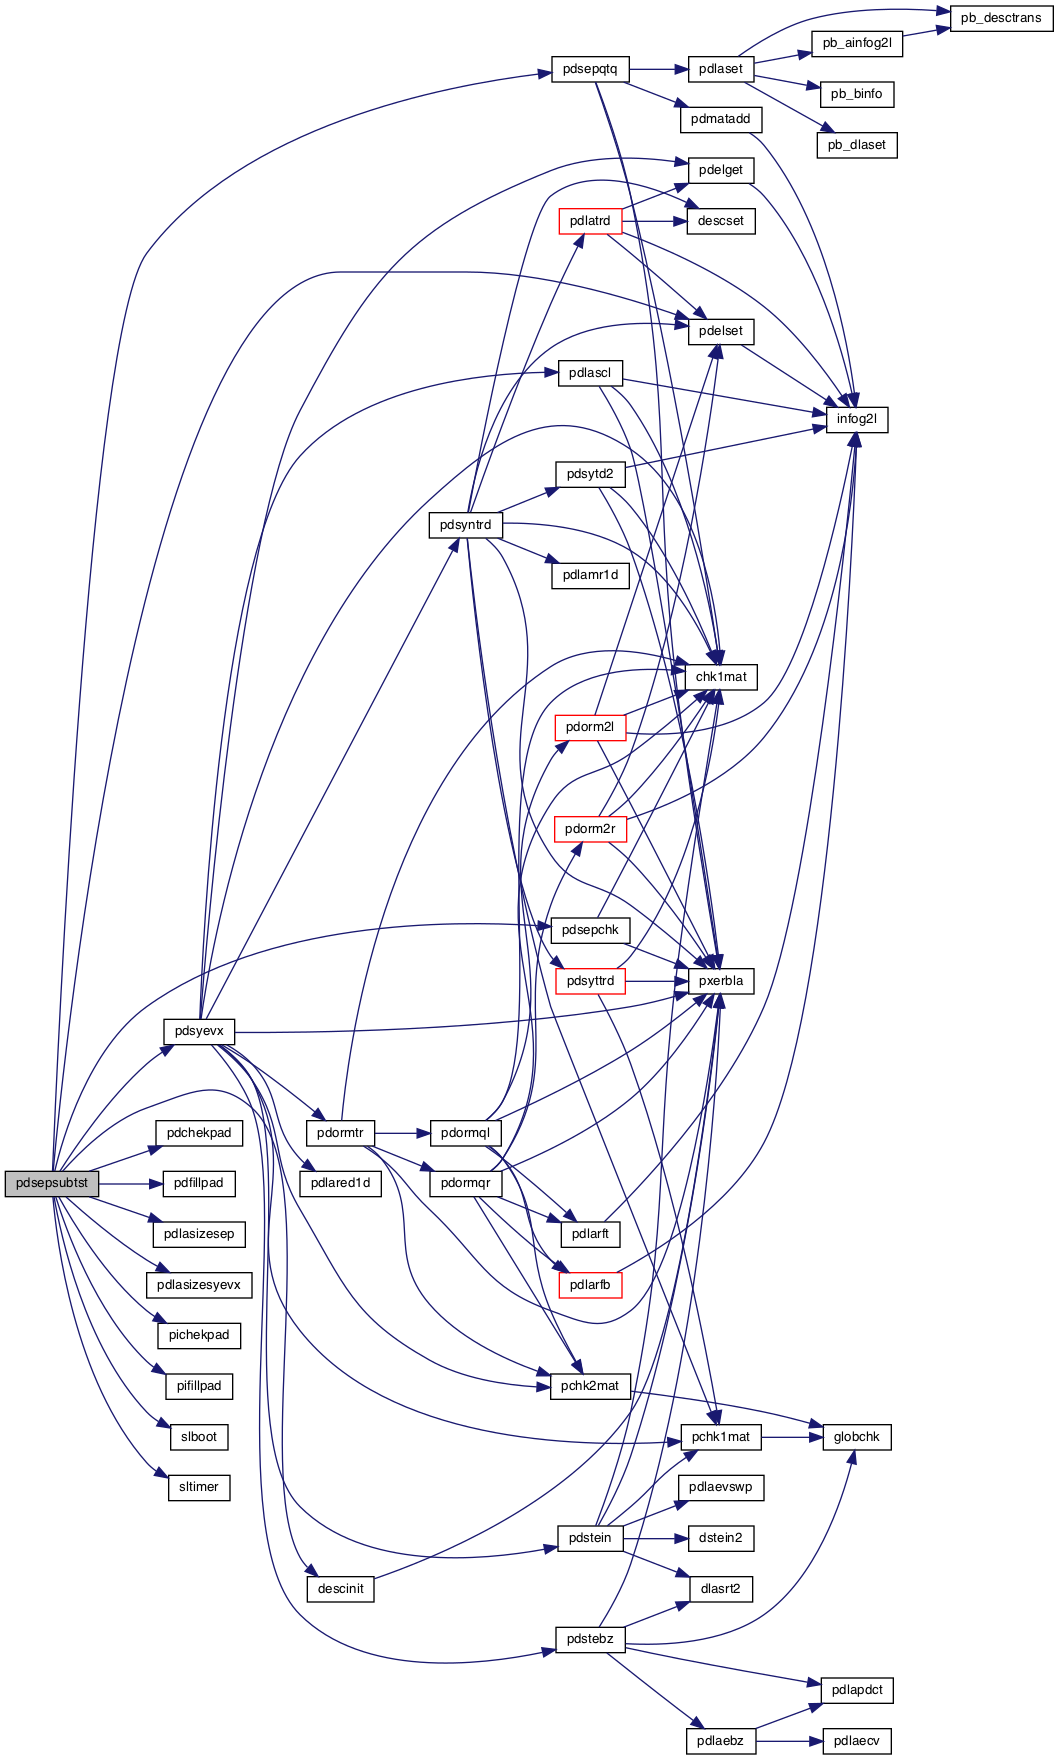 pb_desctrans
pb_ainfog2l
pdsepqtq
pdlaset
pb_binfo
pdmatadd
pb_dlaset
pdelget
pdlatrd
descset
pdelset
pdlascl
infog2l
pdsytd2
pdsyntrd
pdlamr1d
chk1mat
pdorm2l
pdorm2r
pdsepchk
pdsyttrd
pxerbla
pdsyevx
pdchekpad
pdormtr
pdormql
pdsepsubtst
pdfillpad
pdlared1d
pdormqr
pdlasizesep
pdlarft
pdlasizesyevx
pdlarfb
pichekpad
pifillpad
pchk2mat
slboot
pchk1mat
globchk
sltimer
pdlaevswp
pdstein
dstein2
descinit
dlasrt2
pdstebz
pdlapdct
pdlaebz
pdlaecv